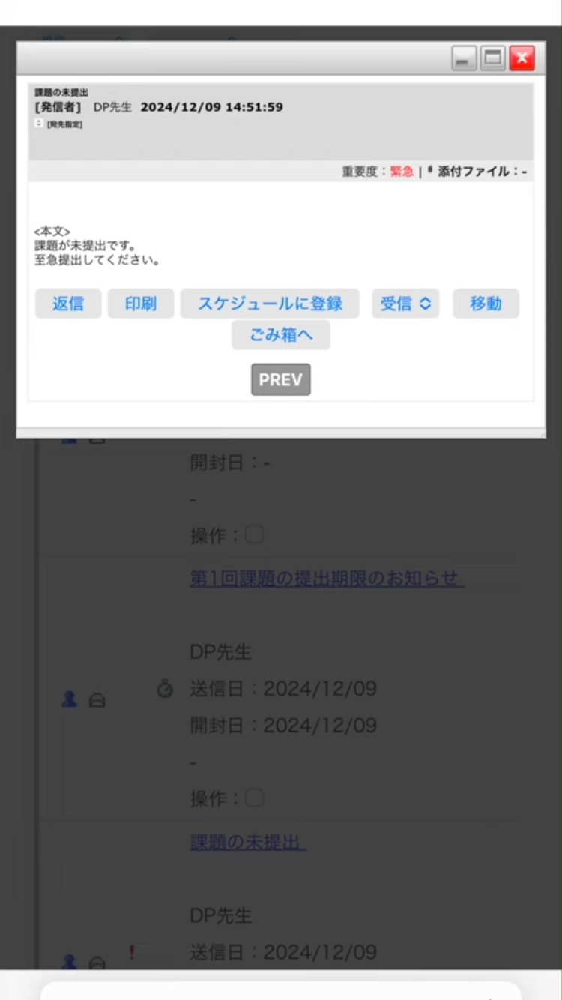 課題の未提出
[発信者] DP先生 2024/12/09 14:51:59
[宛先指定]
重要度：緊急 | 添付ファイル：-
<本文>
課題が未提出です。
至急提出してください。
返信 印刷 スケジュールに登録 受信 移動
ごみ箱へ
PREV
開封日：-
-
操作：
第1回課題の提出期限のお知らせ
DP先生
送信日：2024/12/09
開封日：2024/12/09
-
操作：
課題の未提出
DP先生
送信日：2024/12/09